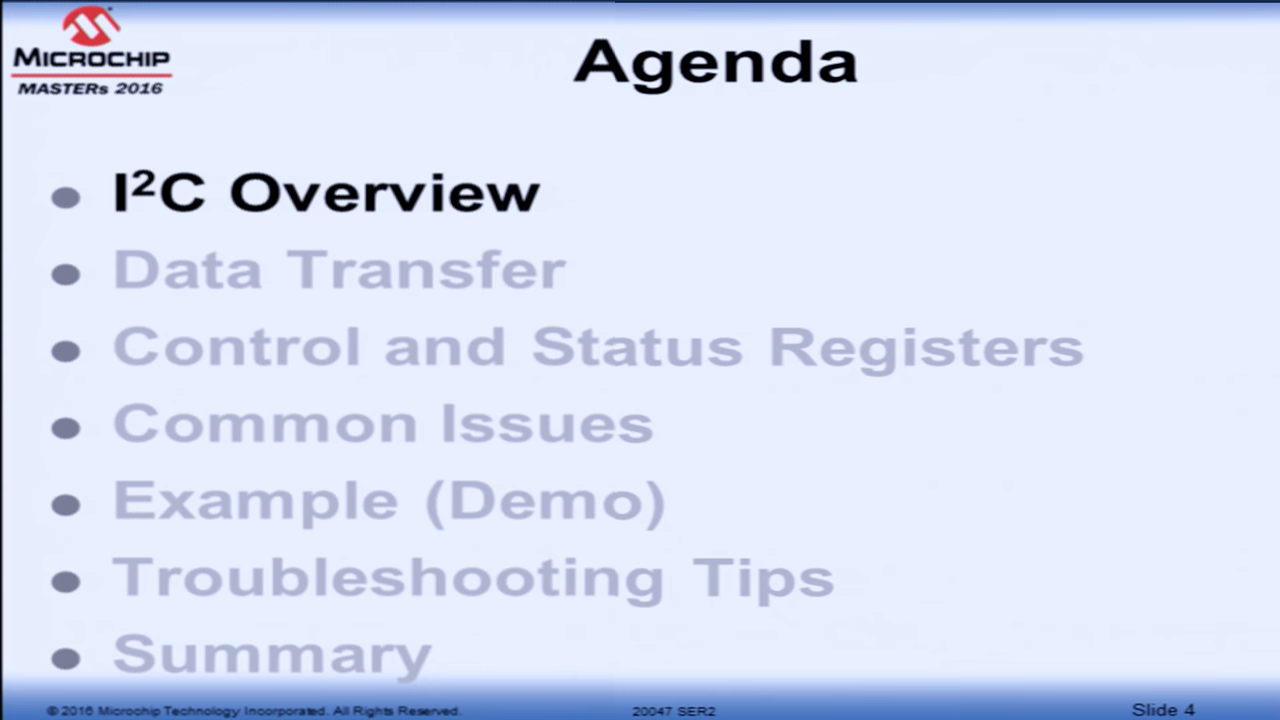 MICROCHIP
MASTERs 2016
Agenda
I²C Overview
Data Transfer
Control and Status Registers
Common Issues
Example (Demo)
Troubleshooting Tips
Summary
© 2016 Microchip Technology Incorporated. All Rights Reserved.
20047 SER2
Slide 4